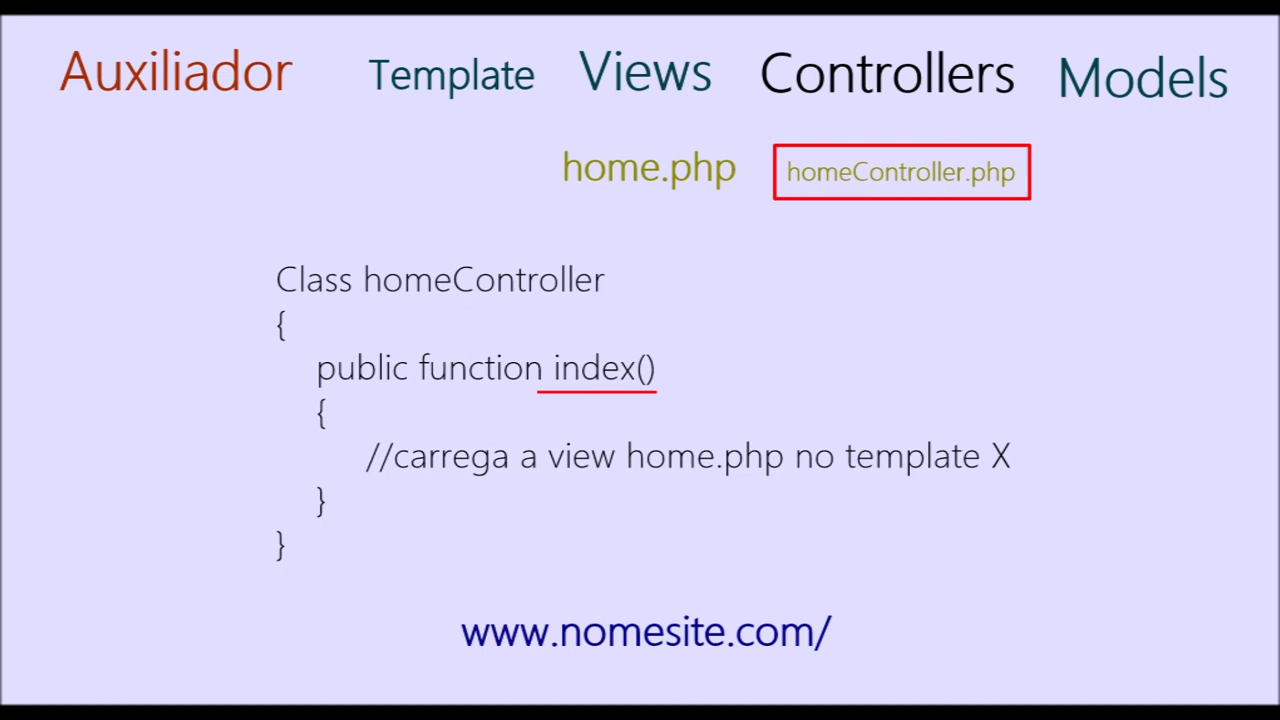 Auxiliador Template Views Controllers Models
home.php homeController.php
Class homeController
{
public function index()
{
//carrega a view home.php no template X
}
}
www.nomesite.com/